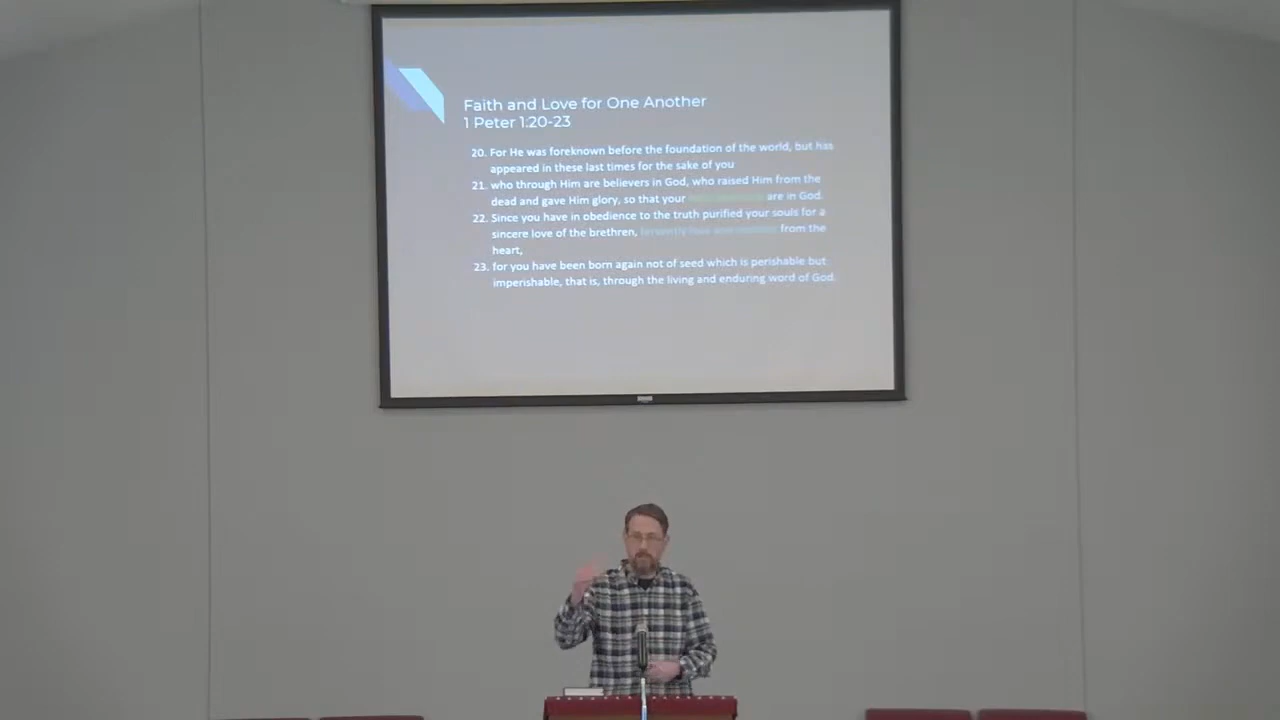 Faith and Love for One Another
1 Peter 1:20-23
20. For He was foreknown before the foundation of the world, but has
appeared in these last times for the sake of you
21. who through Him are believers in God, who raised Him from the
dead and gave Him glory, so that your are in God.
22. Since you have in obedience to the truth purified your souls for a
sincere love of the brethren, fervently love one another from the
heart,
23. for you have been born again not of seed which is perishable but
imperishable, that is, through the living and enduring word of God.